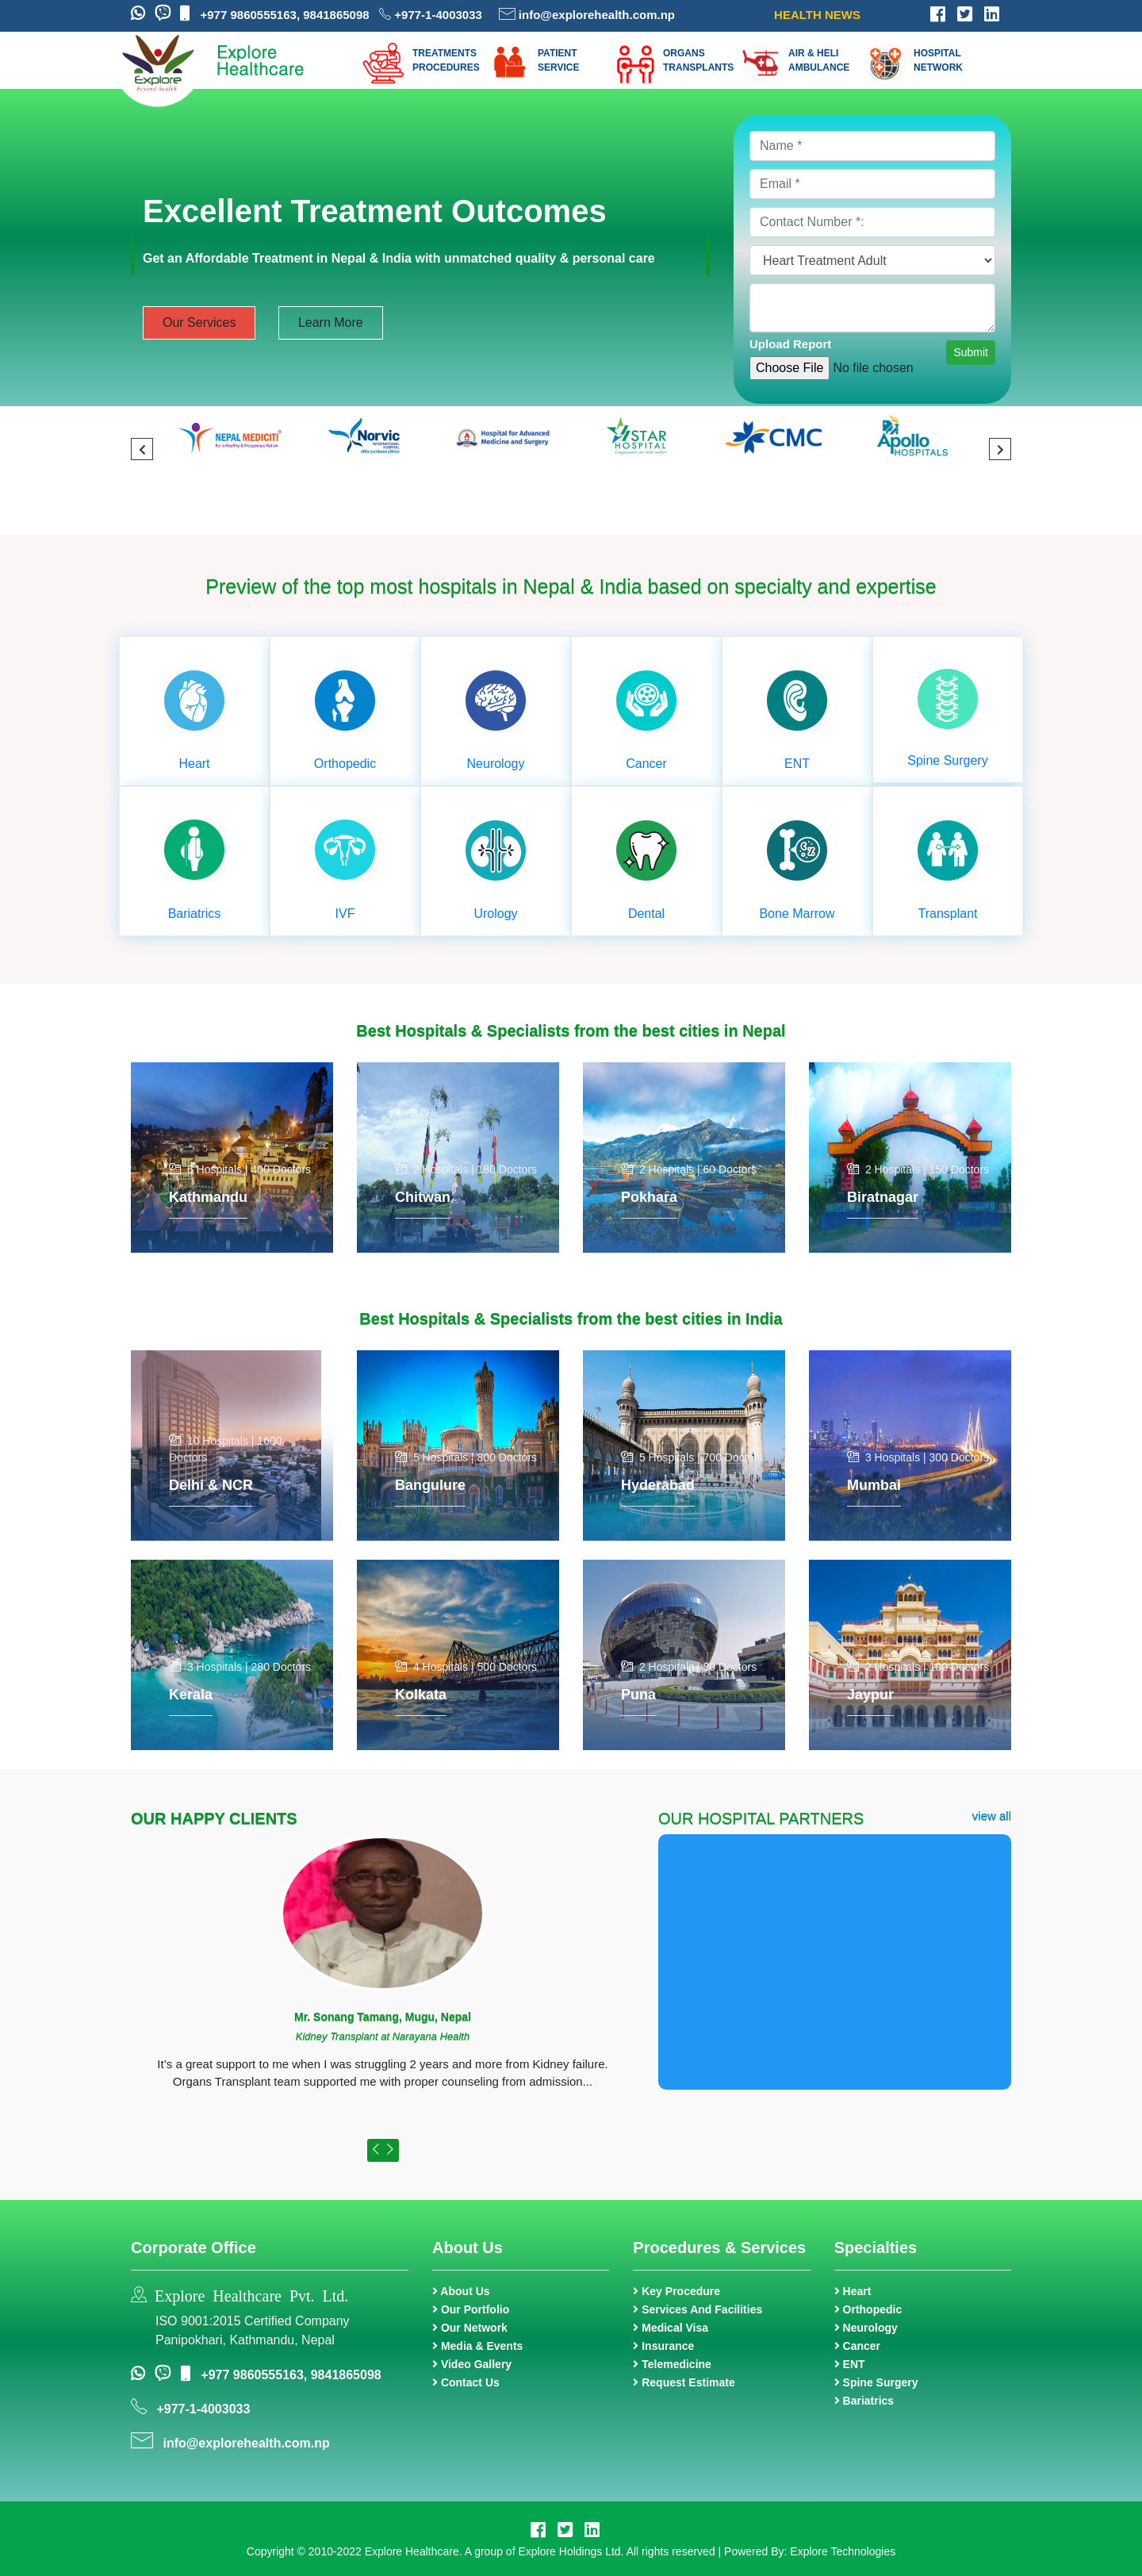 +977 9860555163, 9841865098 +977-1-4003033 info@explorehealth.com.np HEALTH NEWS
Explore
beyond health
Explore
Healthcare
TREATMENTS
PROCEDURES
PATIENT
SERVICE
ORGANS
TRANSPLANTS
AIR & HELI
AMBULANCE
HOSPITAL
NETWORK
Excellent Treatment Outcomes
Get an Affordable Treatment in Nepal & India with unmatched quality & personal care
Our Services
Learn More
Name *
Email *
Contact Number *:
Heart Treatment Adult
Upload Report
Choose File No file chosen
Submit
NEPAL MEDICITI
For a Healthy & Prosperous Nation
Norvic
INTERNATIONAL
HOSPITAL
Hospital for Advanced
Medicine and Surgery
STAR
HOSPITAL
Compassionate care, made smarter
CMC
Apollo
HOSPITALS
Preview of the top most hospitals in Nepal & India based on specialty and expertise
Heart
Orthopedic
Neurology
Cancer
ENT
Spine Surgery
Bariatrics
IVF
Urology
Dental
Bone Marrow
Transplant
Best Hospitals & Specialists from the best cities in Nepal
6 Hospitals | 400 Doctors
Kathmandu
2 Hospitals | 180 Doctors
Chitwan
2 Hospitals | 60 Doctors
Pokhara
2 Hospitals | 150 Doctors
Biratnagar
Best Hospitals & Specialists from the best cities in India
10 Hospitals | 1600
Doctors
Delhi & NCR
5 Hospitals | 800 Doctors
Bangulure
5 Hospitals | 700 Doctors
Hyderabad
3 Hospitals | 300 Doctors
Mumbai
3 Hospitals | 280 Doctors
Kerala
4 Hospitals | 500 Doctors
Kolkata
2 Hospitals | 80 Doctors
Puna
2 Hospitals | 100 Doctors
Jaypur
OUR HAPPY CLIENTS
Mr. Sonang Tamang, Mugu, Nepal
Kidney Transplant at Narayana Health
It's a great support to me when I was struggling 2 years and more from Kidney failure.
Organs Transplant team supported me with proper counseling from admission...
OUR HOSPITAL PARTNERS
view all
Corporate Office
Explore Healthcare Pvt. Ltd.
ISO 9001:2015 Certified Company
Panipokhari, Kathmandu, Nepal
+977 9860555163, 9841865098
+977-1-4003033
info@explorehealth.com.np
About Us
About Us
Our Portfolio
Our Network
Media & Events
Video Gallery
Contact Us
Procedures & Services
Key Procedure
Services And Facilities
Medical Visa
Insurance
Telemedicine
Request Estimate
Specialties
Heart
Orthopedic
Neurology
Cancer
ENT
Spine Surgery
Bariatrics
Copyright © 2010-2022 Explore Healthcare. A group of Explore Holdings Ltd. All rights reserved | Powered By: Explore Technologies